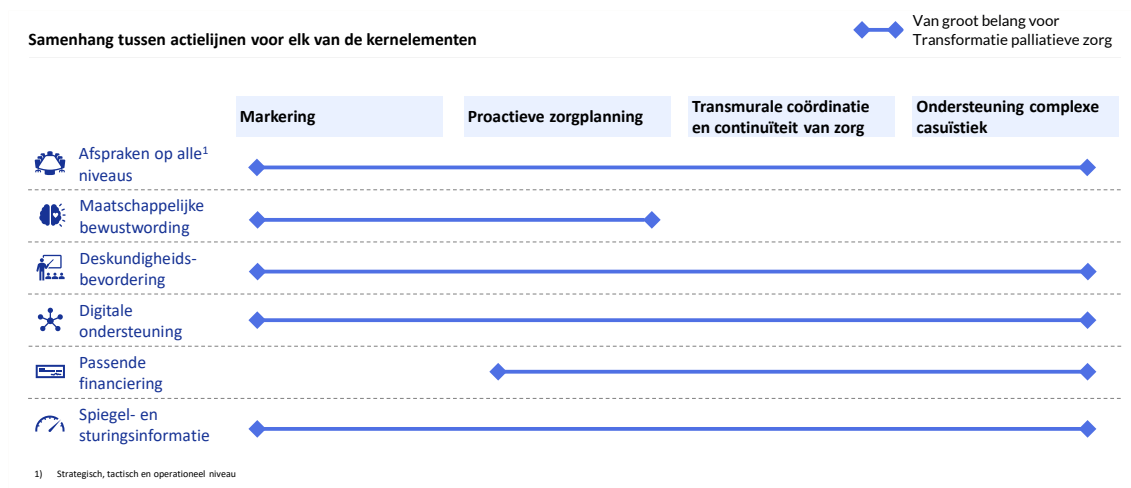 Samenhang tussen actielijnen voor elk van de kernelementen
Van groot belang voor
Transformatie palliatieve zorg
Markering
Proactieve zorgplanning
Transmurale coördinatie
en continuïteit van zorg
Ondersteuning complexe
casuïstiek
Afspraken op alle¹
niveaus
Maatschappelijke
bewustwording
Deskundigheids-
bevordering
Digitale
ondersteuning
Passende
financiering
Spiegel- en
sturingsinformatie
1) Strategisch, tactisch en operationeel niveau